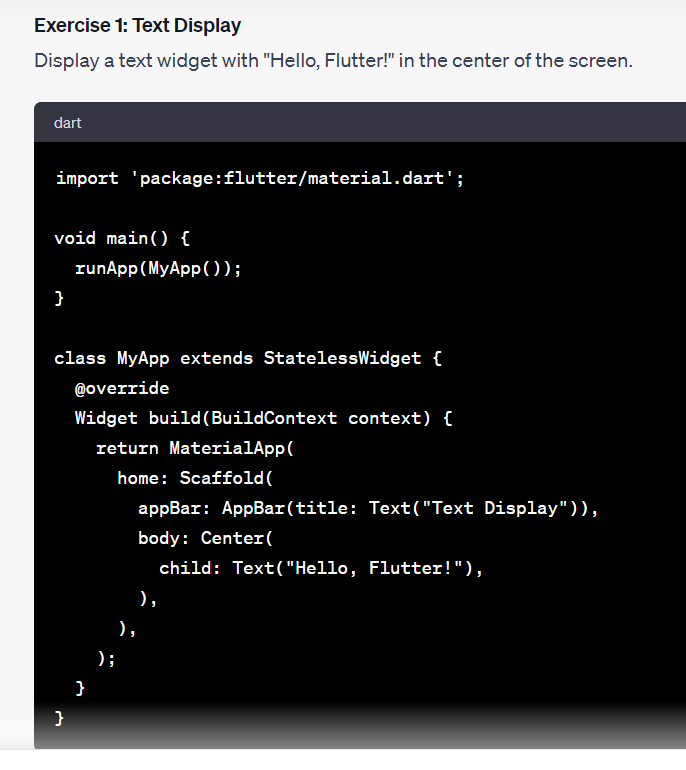 Exercise 1: Text Display
Display a text widget with "Hello, Flutter!" in the center of the screen.
dart
import 'package:flutter/material.dart';
void main() {
  runApp(MyApp());
}
class MyApp extends StatelessWidget {
  @override
  Widget build(BuildContext context) {
    return MaterialApp(
      home: Scaffold(
        appBar: AppBar(title: Text("Text Display")),
        body: Center(
          child: Text("Hello, Flutter!"),
        ),
      ),
    );
  }
}